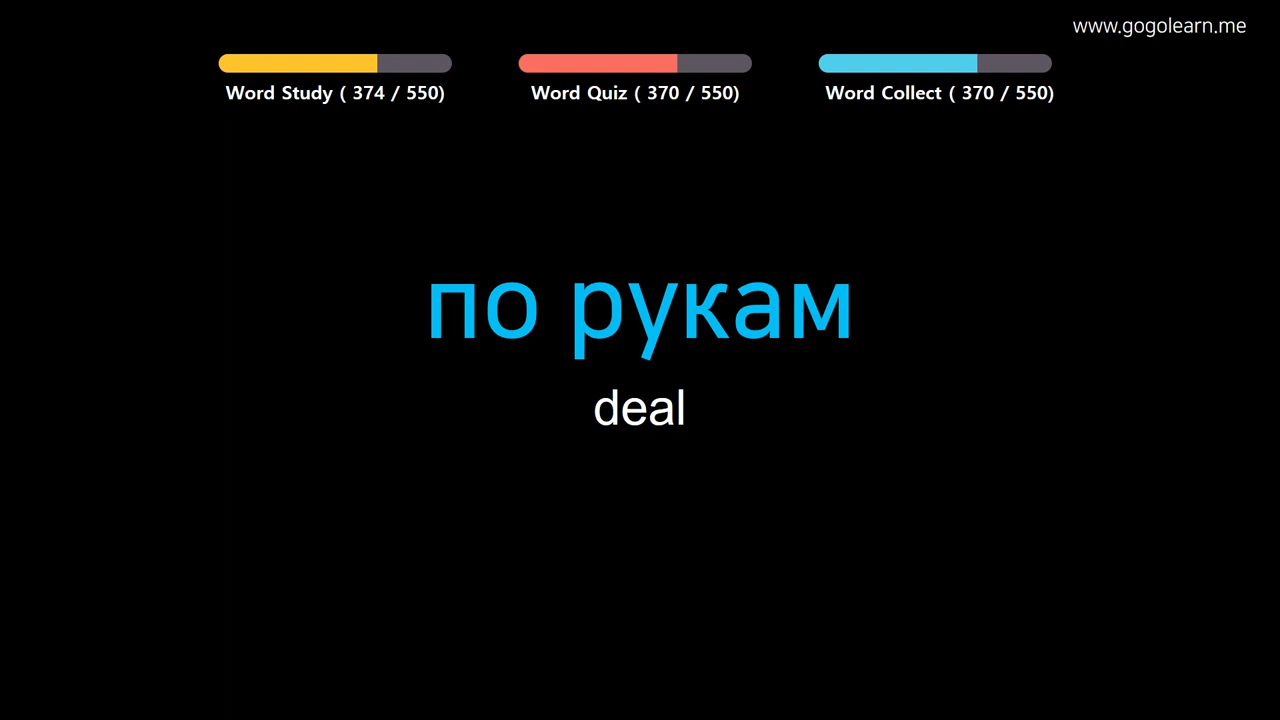 www.gogolearn.me
Word Study ( 374 / 550)
Word Quiz ( 370 / 550)
Word Collect ( 370 / 550)
по рукам
deal